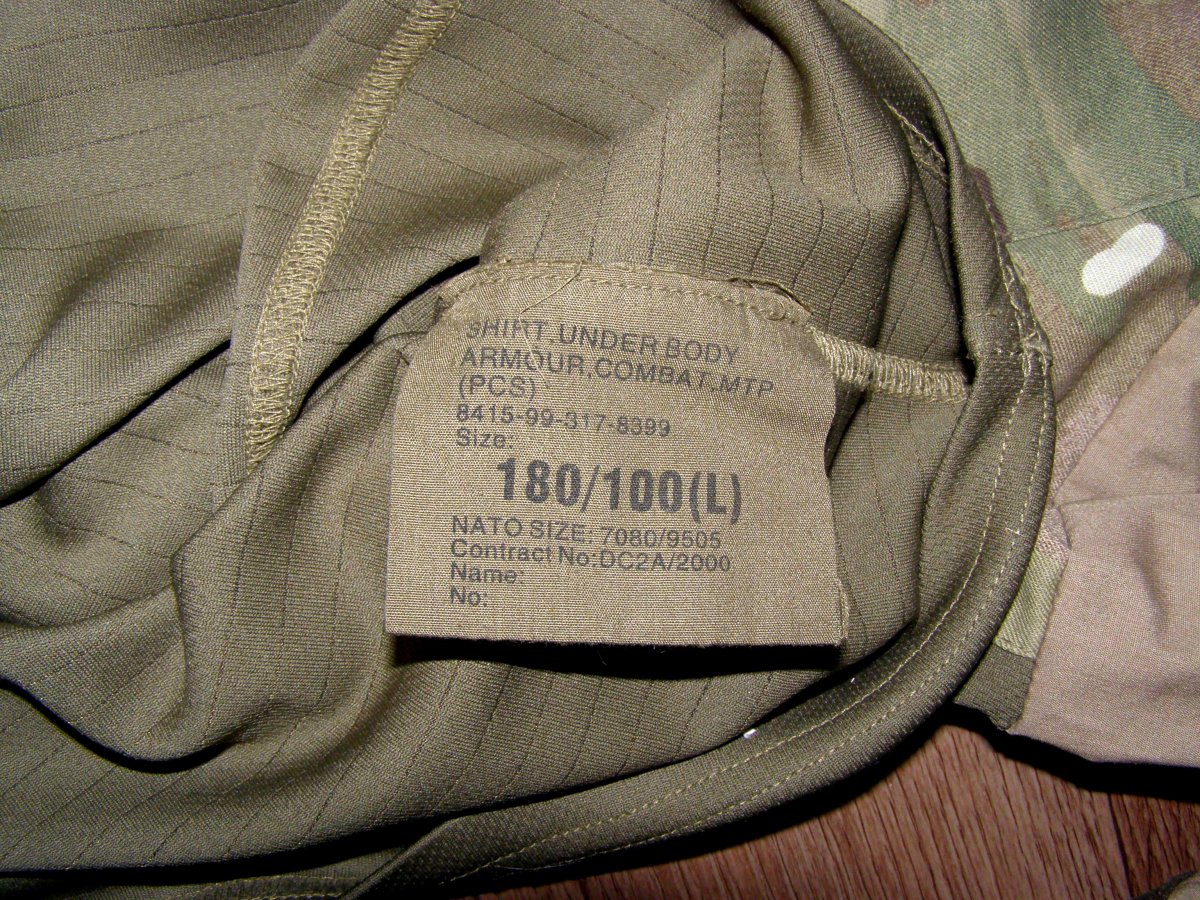 SHIRT.UNDER BODY
ARMOUR,COMBAT,MTP
(PCS)
8415-99-317-8399
Size:
180/100(L)
NATO SIZE: 7080/9505
Contract No:DC2A/2000
Name:
No: